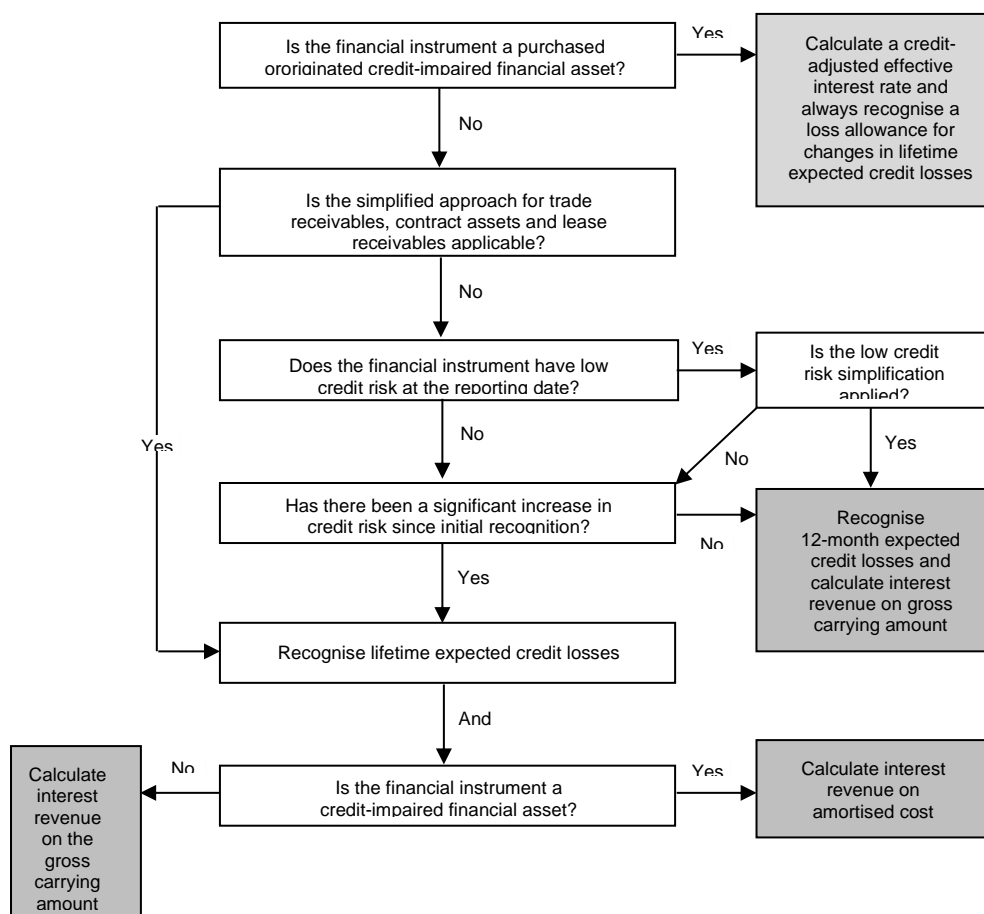 Is the financial instrument a purchased
ororiginated credit-impaired financial asset?
Yes
Calculate a credit-
adjusted effective
interest rate and
always recognise a
loss allowance for
changes in lifetime
expected credit losses
No
Is the simplified approach for trade
receivables, contract assets and lease
receivables applicable?
No
Does the financial instrument have low
credit risk at the reporting date?
Yes
Is the low credit
risk simplification
applied?
Yes
No
No
Yes
Has there been a significant increase in
credit risk since initial recognition?
No
Recognise
12-month expected
credit losses and
calculate interest
revenue on gross
carrying amount
Yes
Recognise lifetime expected credit losses
And
Is the financial instrument a
credit-impaired financial asset?
No
Calculate
interest
revenue
on the
gross
carrying
amount
Yes
Calculate interest
revenue on
amortised cost